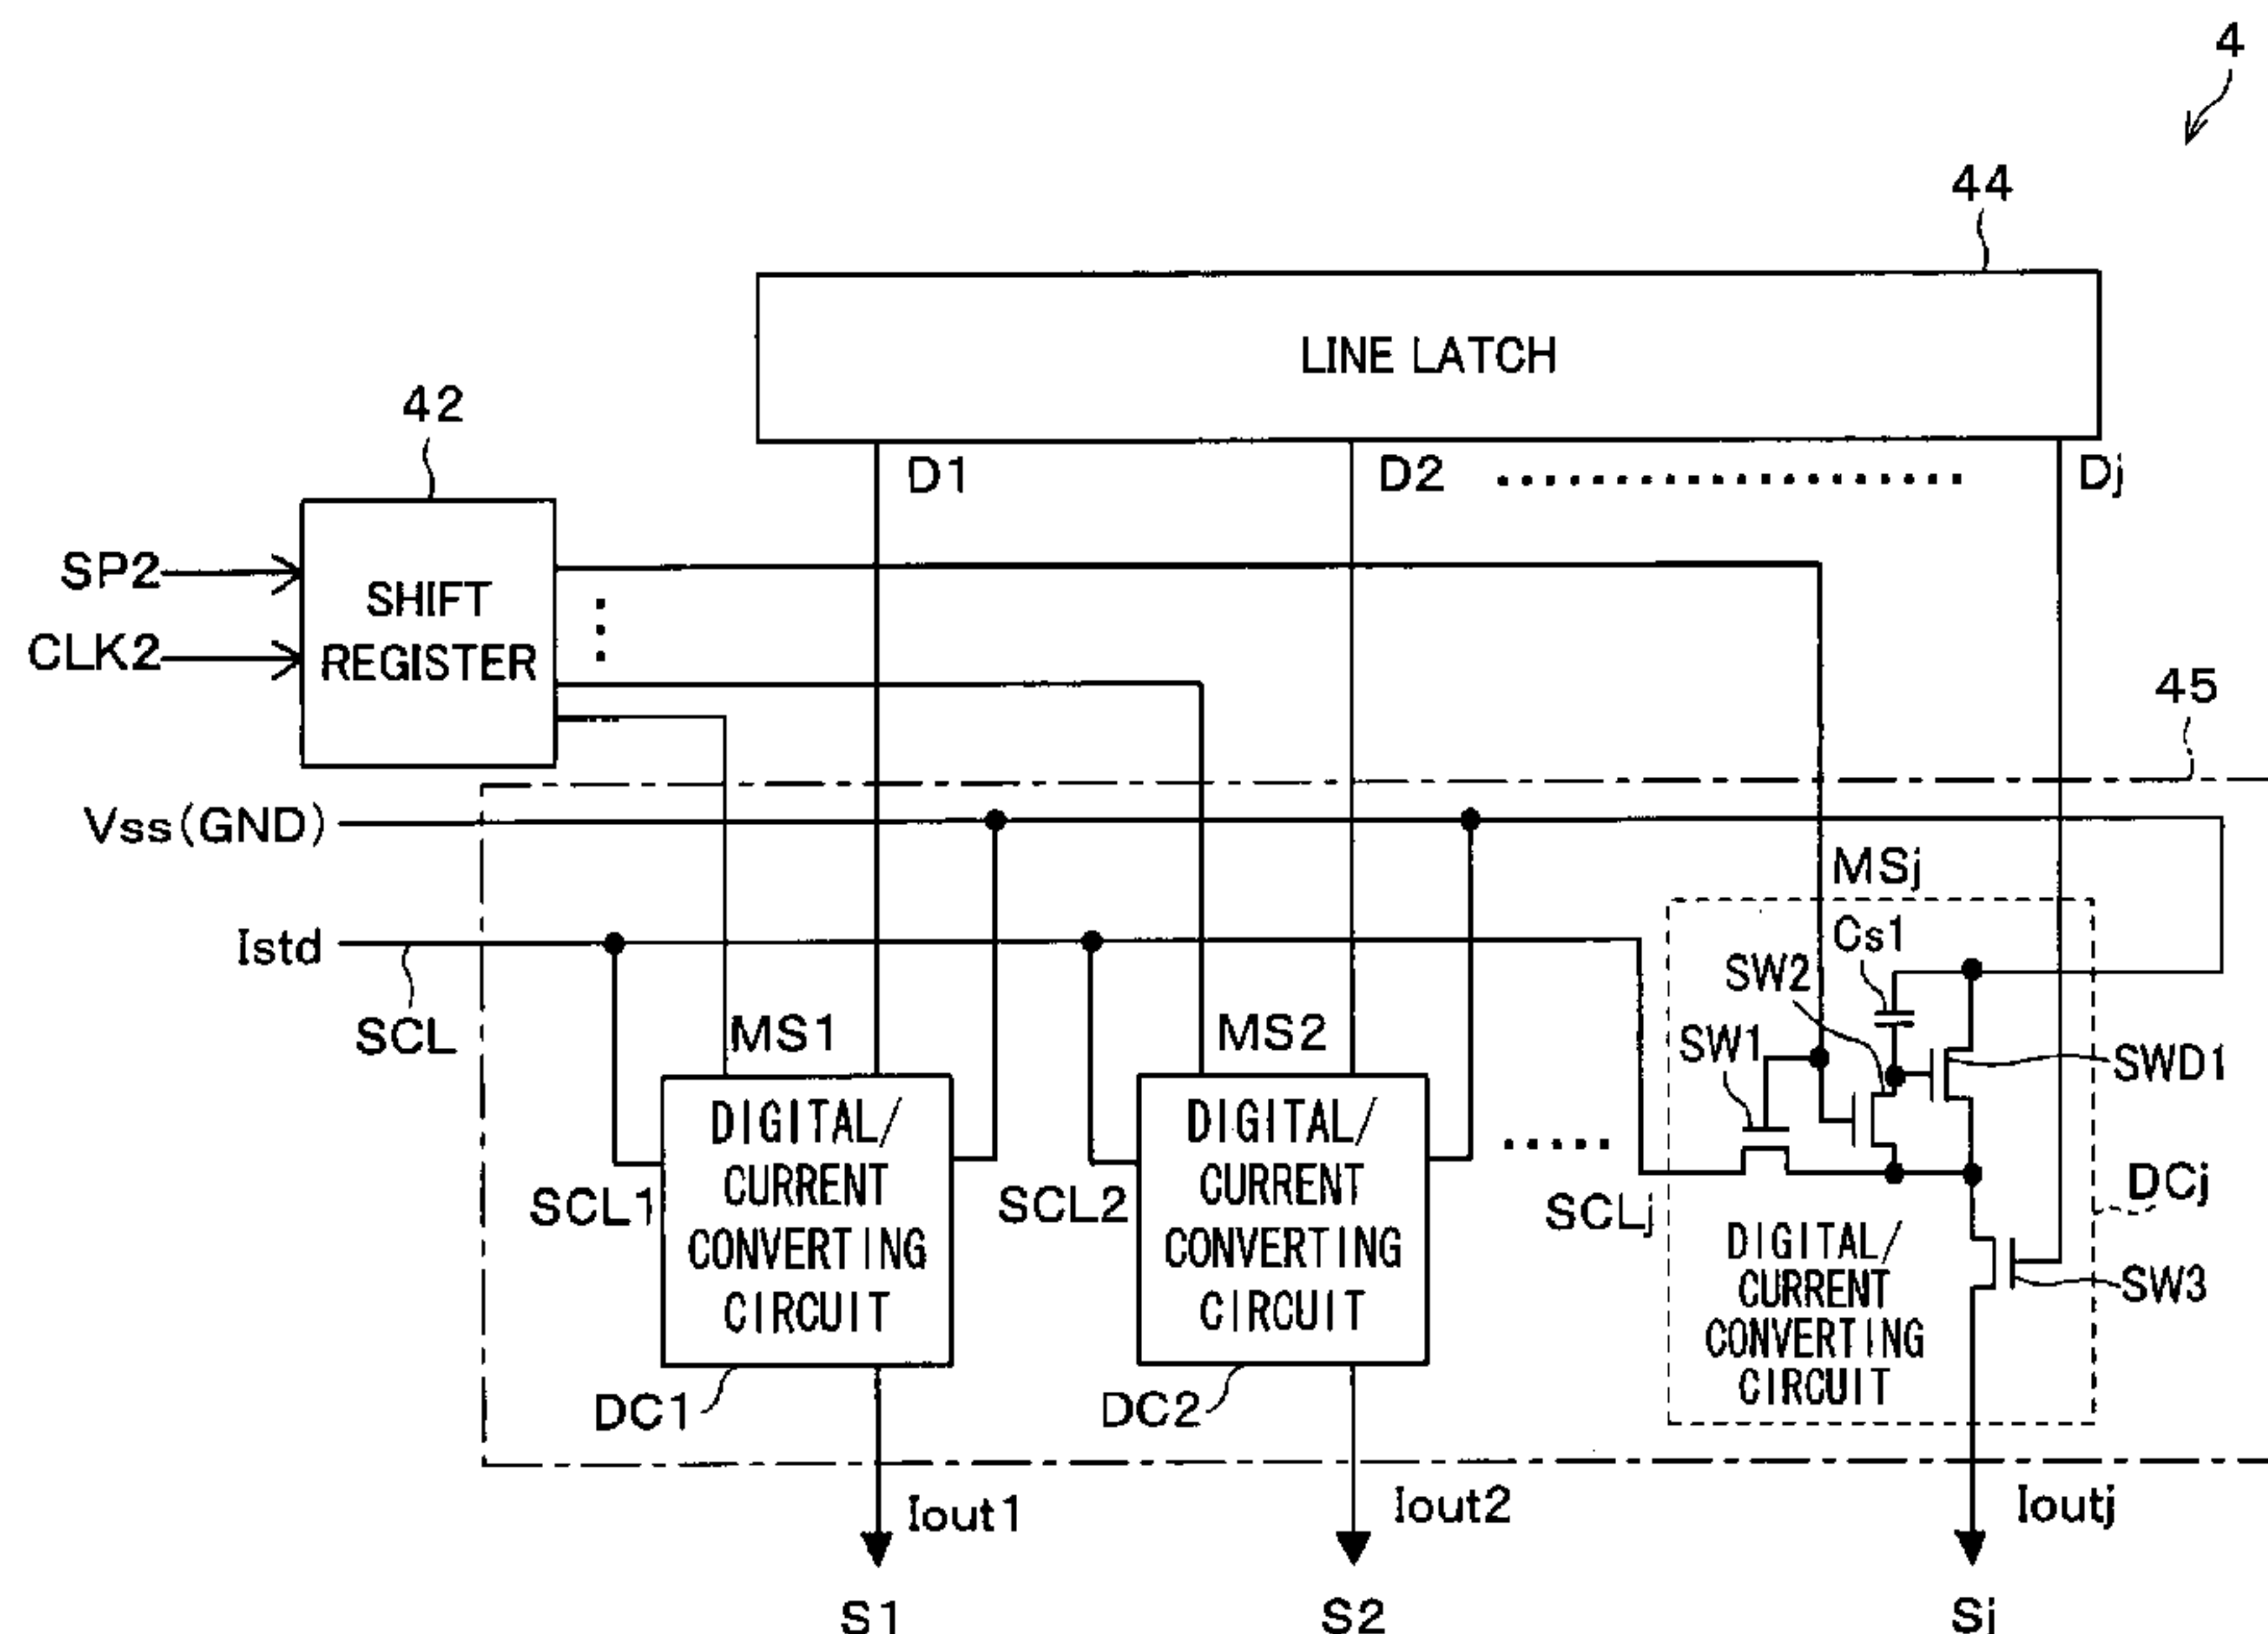 4
44
LINE LATCH
42
D1
D2
Dj
SP2
CLK2
SHIFT
REGISTER
45
Vss(GND)
MSj
Istd
Cs1
SW2
SCL
MS1
MS2
SW1
SWD1
DIGITAL/
CURRENT
CONVERTING
CIRCUIT
DIGITAL/
CURRENT
CONVERTING
CIRCUIT
SCL1
SCL2
SCLj
DCj
DIGITAL/
CURRENT
CONVERTING
CIRCUIT
SW3
DC1
DC2
Iout1
Iout2
Ioutj
S1
S2
Sj